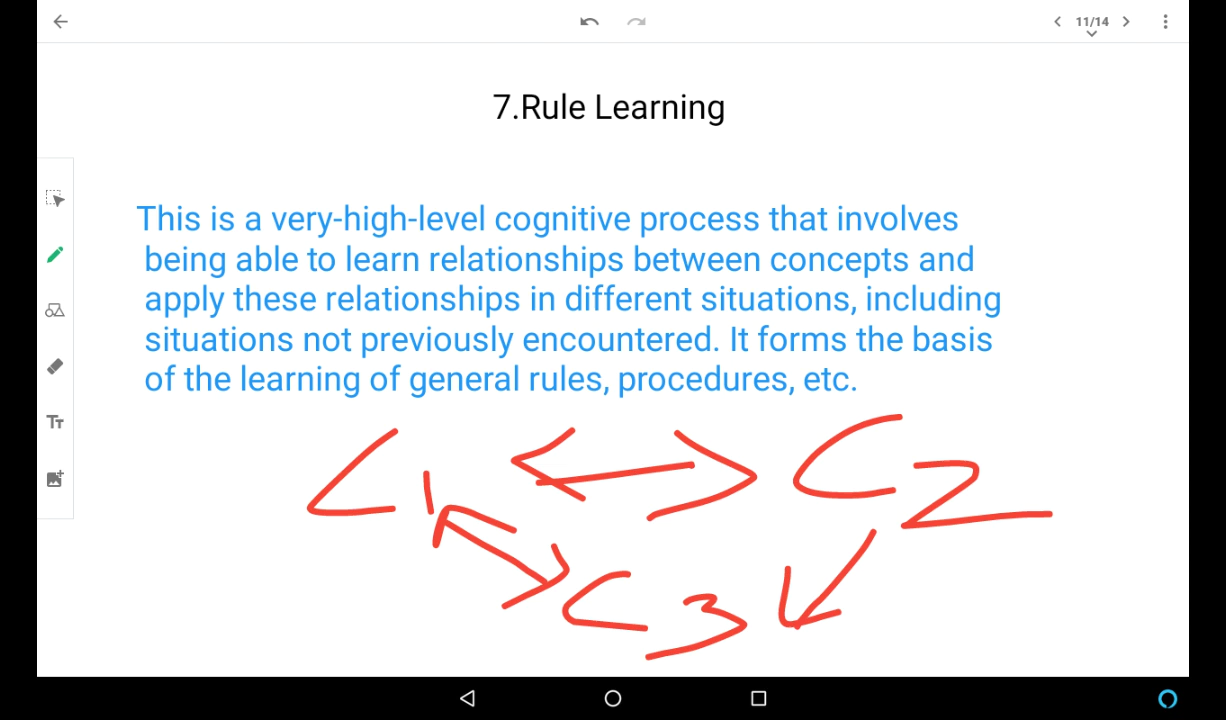 11/14
7.Rule Learning
This is a very-high-level cognitive process that involves
being able to learn relationships between concepts and
apply these relationships in different situations, including
situations not previously encountered. It forms the basis
of the learning of general rules, procedures, etc.
Tт
C1 C2
C3